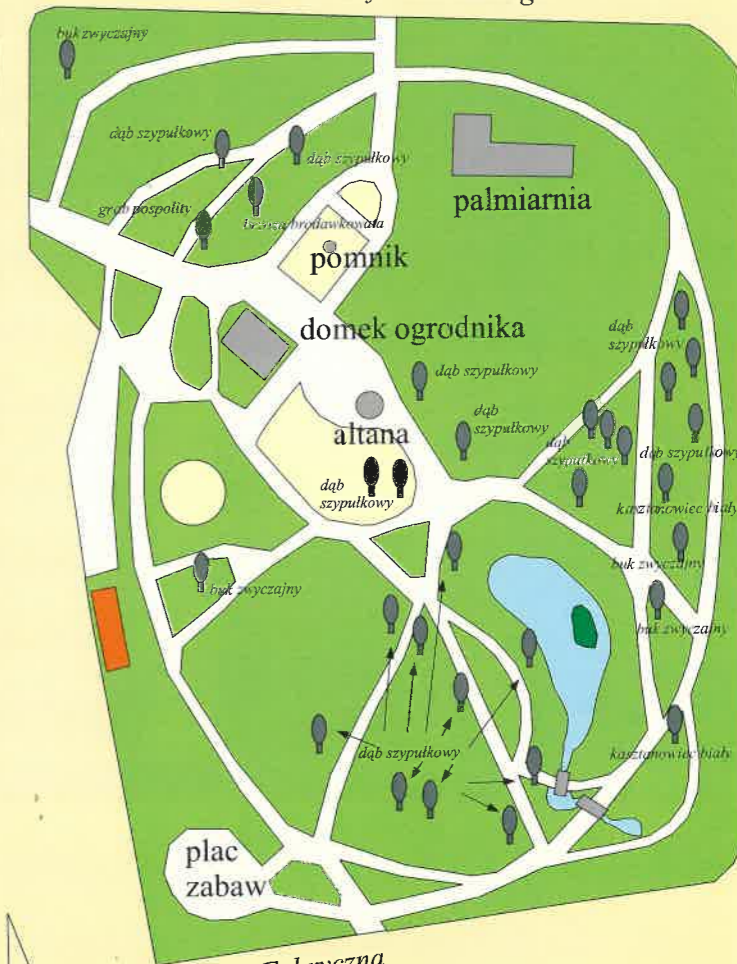 buk zwyczajny
dąb szypułkowy
dąb szypułkowy
grab pospolity
brzoza brodawkowata
palmiarnia
pomnik
domek ogrodnika
dąb
szypułkowy
dąb szypułkowy
dąb
szypułkowy
altana
dąb
szypułkowy
dąb szypułkowy
dąb
szypułkowy
kasztanowiec biały
buk zwyczajny
buk zwyczajny
buk zwyczajny
dąb szypułkowy
kasztanowiec biały
plac
zabaw